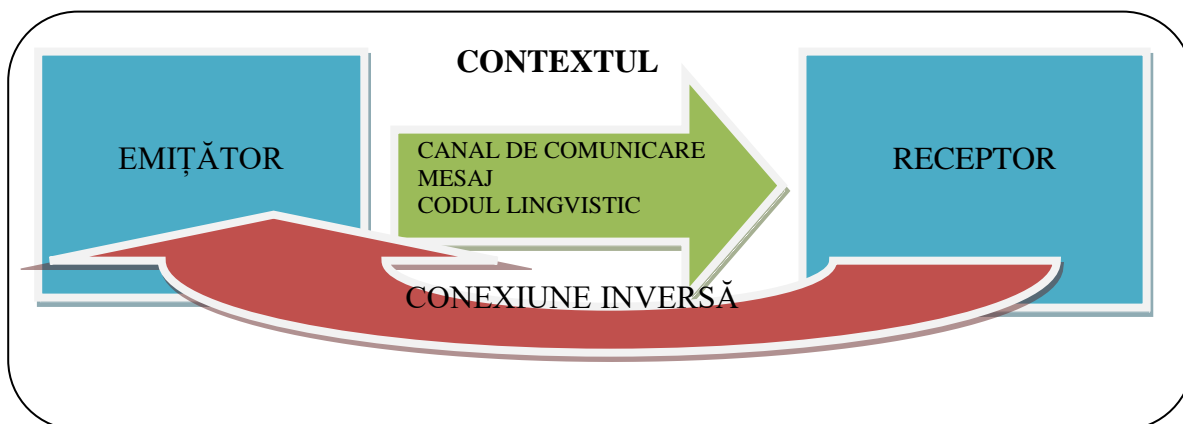 CONTEXTUL
EMIȚĂTOR
CANAL DE COMUNICARE
MESAJ
CODUL LINGVISTIC
RECEPTOR
CONEXIUNE INVERSĂ